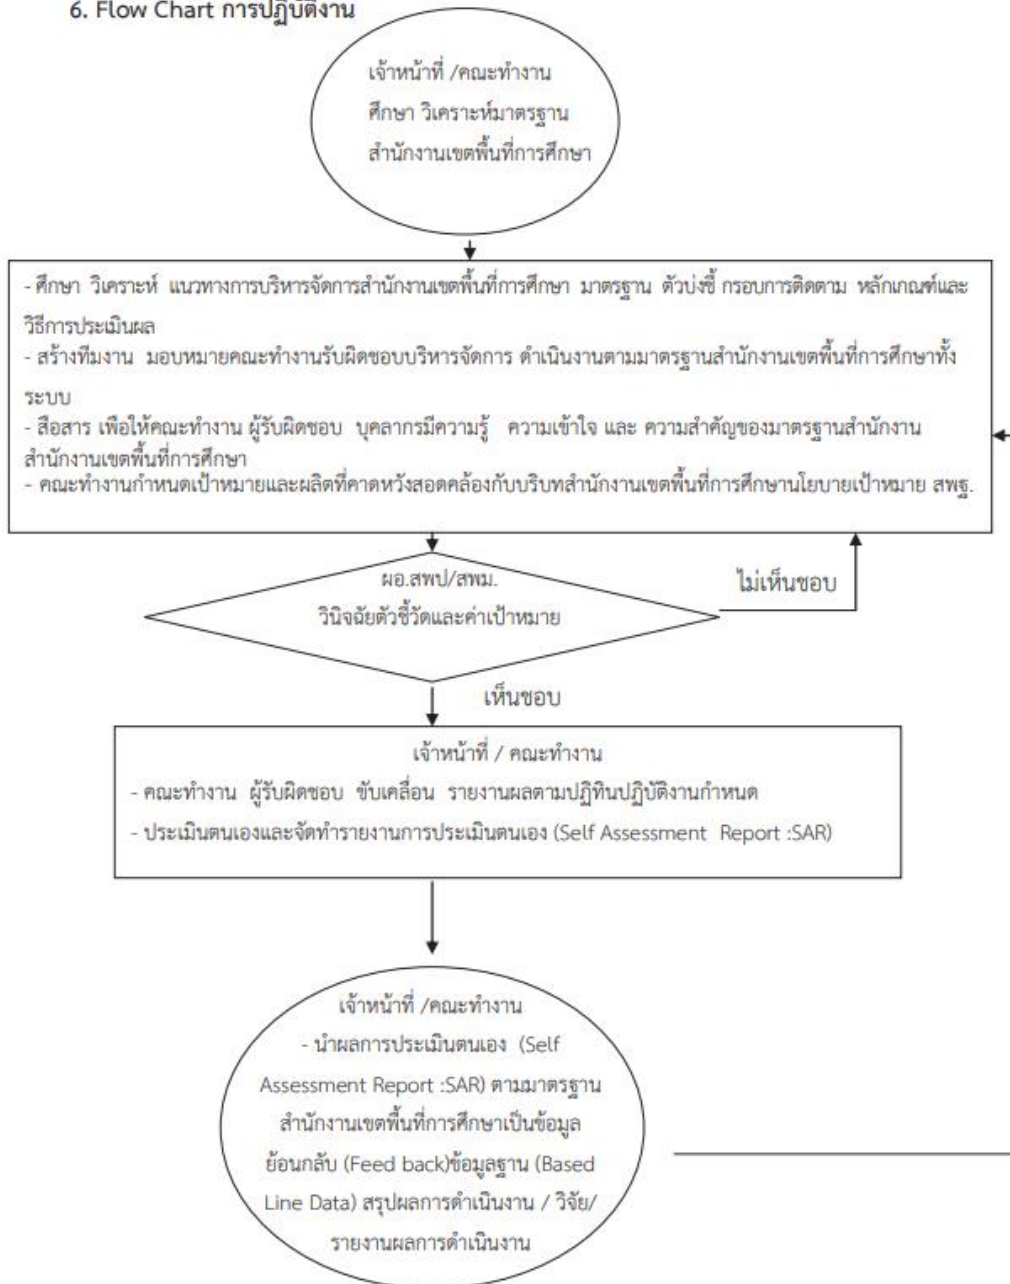 6. Flow Chart การปฏิบัติงาน
เจ้าหน้าที่ /คณะทำงาน
ศึกษา วิเคราะห์มาตรฐาน
สำนักงานเขตพื้นที่การศึกษา
- ศึกษา วิเคราะห์ แนวทางการบริหารจัดการสำนักงานเขตพื้นที่การศึกษา มาตรฐาน ตัวบ่งชี้ กรอบการติดตาม หลักเกณฑ์และ
วิธีการประเมินผล
- สร้างทีมงาน มอบหมายคณะทำงานรับผิดชอบบริหารจัดการ ดำเนินงานตามมาตรฐานสำนักงานเขตพื้นที่การศึกษาทั้ง
ระบบ
- สื่อสาร เพื่อให้คณะทำงาน ผู้รับผิดชอบ บุคลากรมีความรู้ ความเข้าใจ และ ความสำคัญของมาตรฐานสำนักงาน
สำนักงานเขตพื้นที่การศึกษา
- คณะทำงานกำหนดเป้าหมายและผลิตที่คาดหวังสอดคล้องกับบริบทสำนักงานเขตพื้นที่การศึกษานโยบายเป้าหมาย สพฐ.
ผอ.สพป/สพม.
วินิจฉัยตัวชี้วัดและค่าเป้าหมาย
ไม่เห็นชอบ
เห็นชอบ
เจ้าหน้าที่ / คณะทำงาน
- คณะทำงาน ผู้รับผิดชอบ ขับเคลื่อน รายงานผลตามปฏิทินปฏิบัติงานกำหนด
- ประเมินตนเองและจัดทำรายงานการประเมินตนเอง (Self Assessment Report :SAR)
เจ้าหน้าที่ /คณะทำงาน
- นำผลการประเมินตนเอง (Self
Assessment Report :SAR) ตามมาตรฐาน
สำนักงานเขตพื้นที่การศึกษาเป็นข้อมูล
ย้อนกลับ (Feed back)ข้อมูลฐาน (Based
Line Data) สรุปผลการดำเนินงาน / วิจัย/
รายงานผลการดำเนินงาน